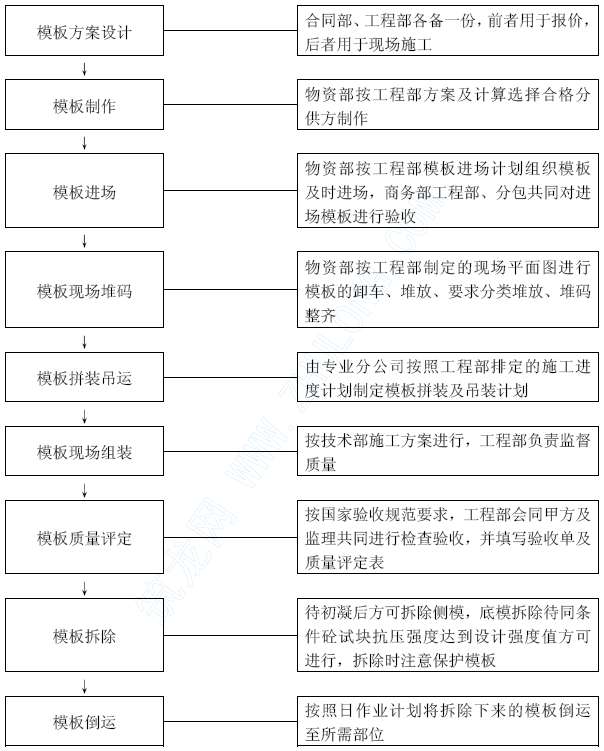 模板方案设计
合同部、工程部各备一份，前者用于报价，
后者用于现场施工
模板制作
物资部按工程部方案及计算选择合格分
供方制作
模板进场
物资部按工程部模板进场计划组织模板
及时进场，商务部工程部、分包共同对进
场模板进行验收
模板现场堆码
物资部按工程部制定的现场平面图进行
模板的卸车、堆放、要求分类堆放、堆码
整齐
模板拼装吊运
由专业分公司按照工程部排定的施工进
度计划制定模板拼装及吊装计划
模板现场组装
按技术部施工方案进行，工程部负责监督
质量
模板质量评定
按国家验收规范要求，工程部会同甲方及
监理共同进行检查验收，并填写验收单及
质量评定表
模板拆除
待初凝后方可拆除侧模，底模拆除待同条
件砼试块抗压强度达到设计强度值方可
进行，拆除时注意保护模板
模板倒运
按照日作业计划将拆除下来的模板倒运
至所需部位
筑龙网 WWW.ZHULONG.COM